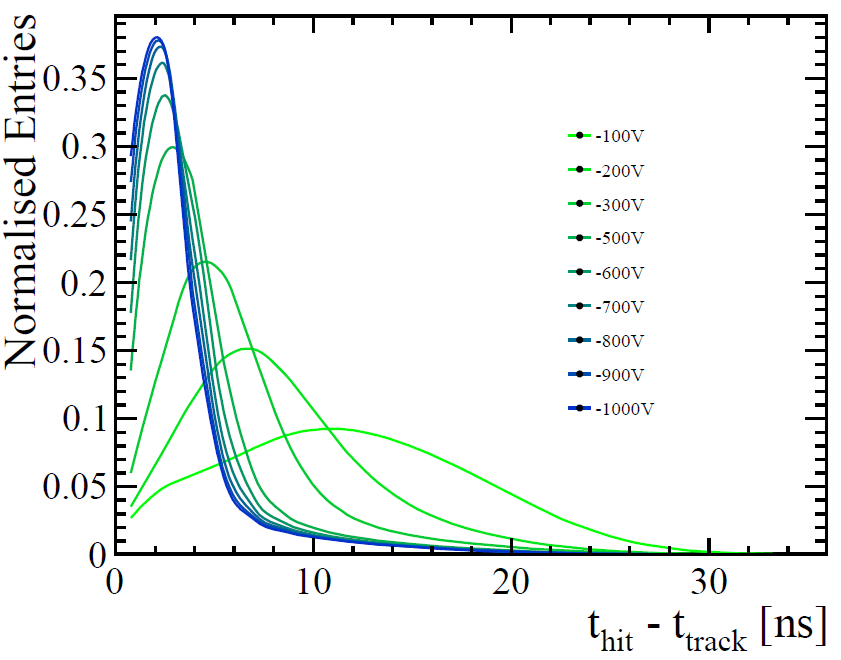 Normalised Entries
0.35
0.3
0.25
0.2
0.15
0.1
0.05
0
0 10 20 30
t_hit - t_track [ns]
-100V
-200V
-300V
-500V
-600V
-700V
-800V
-900V
-1000V